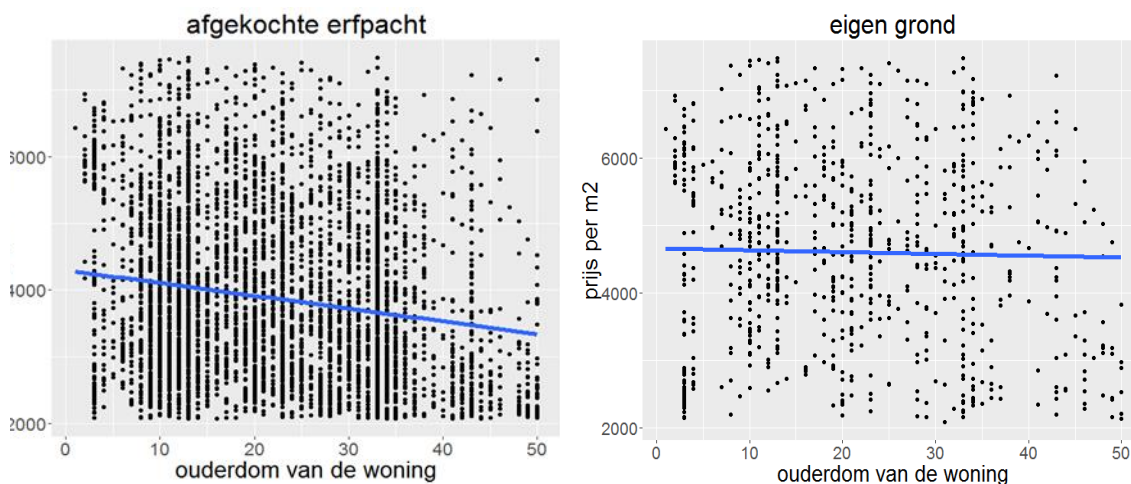 afgekochte erfpacht
6000
4000
2000
0 10 20 30 40 50
ouderdom van de woning
eigen grond
prijs per m2
6000
4000
2000
0 10 20 30 40 50
ouderdom van de woning